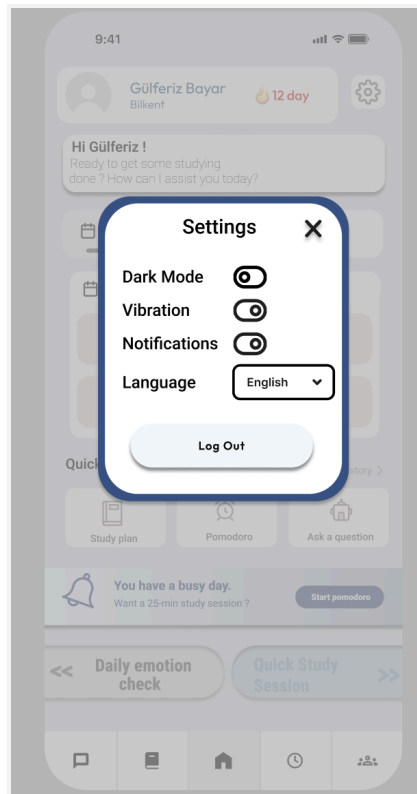 9:41
Gülferiz Bayar
Bilkent
12 day
Hi Gülferiz !
Ready to get some studying
done ? How can I assist you today?
Settings
Dark Mode
Vibration
Notifications
Language
English
Log Out
Quick
story >
Study plan
Pomodoro
Ask a question
You have a busy day.
Want a 25-min study session ?
Start pomodoro
<< Daily emotion
check
Quick Study >>
Session